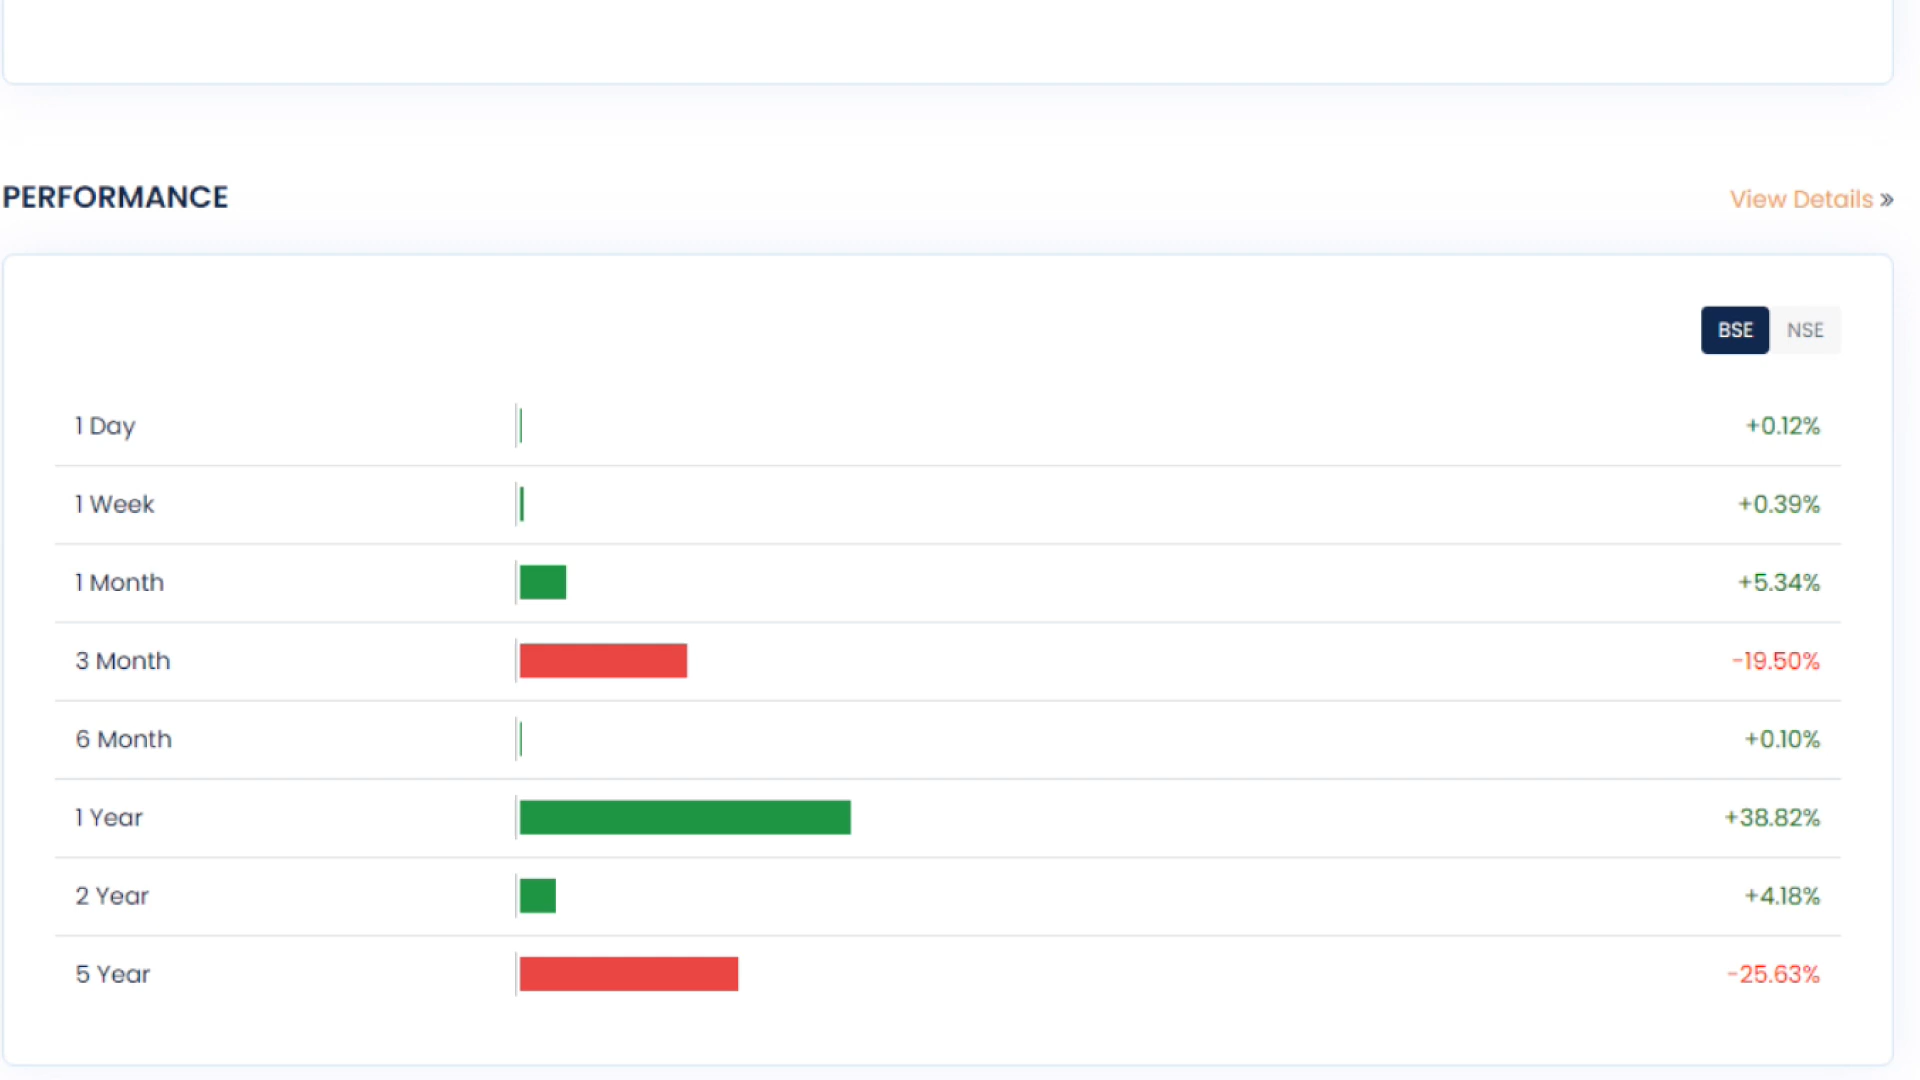 PERFORMANCE
View Details »
BSE NSE
1 Day +0.12%
1 Week +0.39%
1 Month +5.34%
3 Month -19.50%
6 Month +0.10%
1 Year +38.82%
2 Year +4.18%
5 Year -25.63%